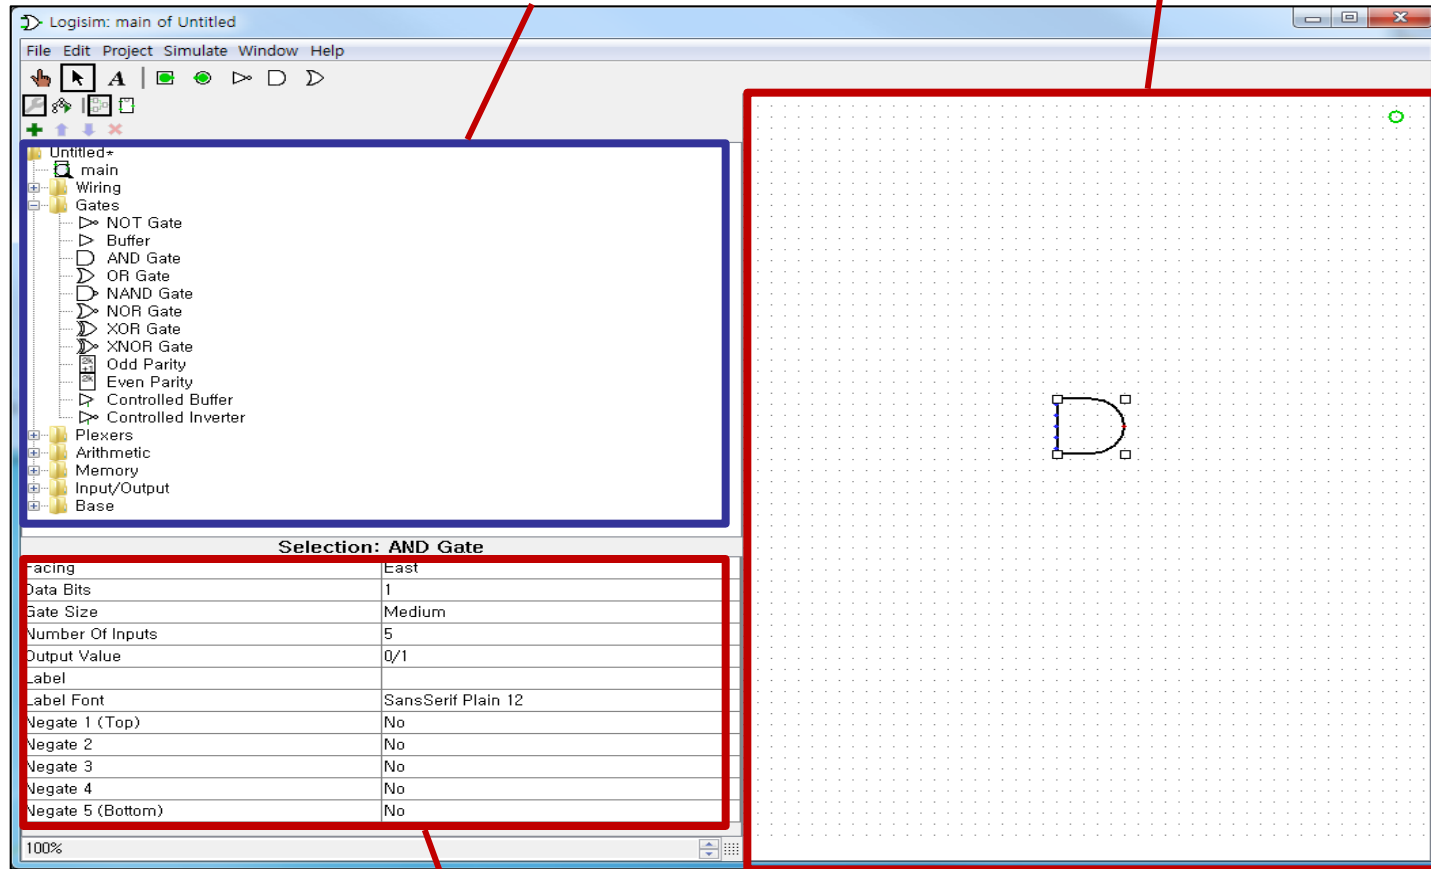 Logisim: main of Untitled
File Edit Project Simulate Window Help
A
Untitled*
main
Wiring
Gates
NOT Gate
Buffer
AND Gate
OR Gate
NAND Gate
NOR Gate
XOR Gate
XNOR Gate
2k+1 Odd Parity
2k Even Parity
Controlled Buffer
Controlled Inverter
Plexers
Arithmetic
Memory
Input/Output
Base
Selection: AND Gate
Facing East
Data Bits 1
Gate Size Medium
Number Of Inputs 5
Output Value 0/1
Label
Label Font SansSerif Plain 12
Negate 1 (Top) No
Negate 2 No
Negate 3 No
Negate 4 No
Negate 5 (Bottom) No
100%